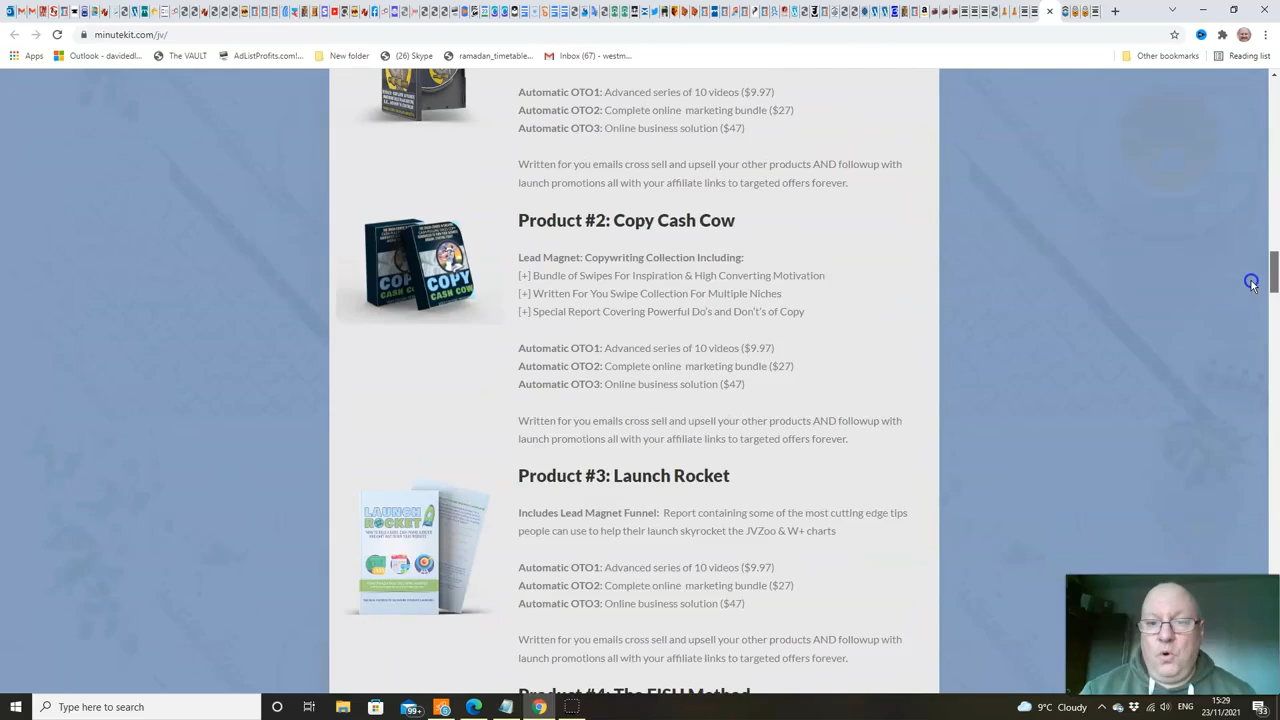 minutekit.com/jv/
Apps
Outlook - davidedl...
The VAULT
AdListProfits.com!...
New folder
(26) Skype
ramadan_timetable...
Inbox (67) - westm...
Other bookmarks
Reading list
Automatic OTO1: Advanced series of 10 videos ($9.97)
Automatic OTO2: Complete online marketing bundle ($27)
Automatic OTO3: Online business solution ($47)
Written for you emails cross sell and upsell your other products AND followup with
launch promotions all with your affiliate links to targeted offers forever.
Product #2: Copy Cash Cow
Lead Magnet: Copywriting Collection Including:
[+] Bundle of Swipes For Inspiration & High Converting Motivation
[+] Written For You Swipe Collection For Multiple Niches
[+] Special Report Covering Powerful Do's and Don't's of Copy
COPY
CASH COW
Automatic OTO1: Advanced series of 10 videos ($9.97)
Automatic OTO2: Complete online marketing bundle ($27)
Automatic OTO3: Online business solution ($47)
Written for you emails cross sell and upsell your other products AND followup with
launch promotions all with your affiliate links to targeted offers forever.
Product #3: Launch Rocket
Includes Lead Magnet Funnel: Report containing some of the most cutting edge tips
people can use to help their launch skyrocket the JVZoo & W+ charts
LAUNCH
ROCKET
Automatic OTO1: Advanced series of 10 videos ($9.97)
Automatic OTO2: Complete online marketing bundle ($27)
Automatic OTO3: Online business solution ($47)
Written for you emails cross sell and upsell your other products AND followup with
launch promotions all with your affiliate links to targeted offers forever.
Product #4: The FISH Method
Type here to search
99+
9°C Cloudy
ENG
15:29
23/11/2021
33